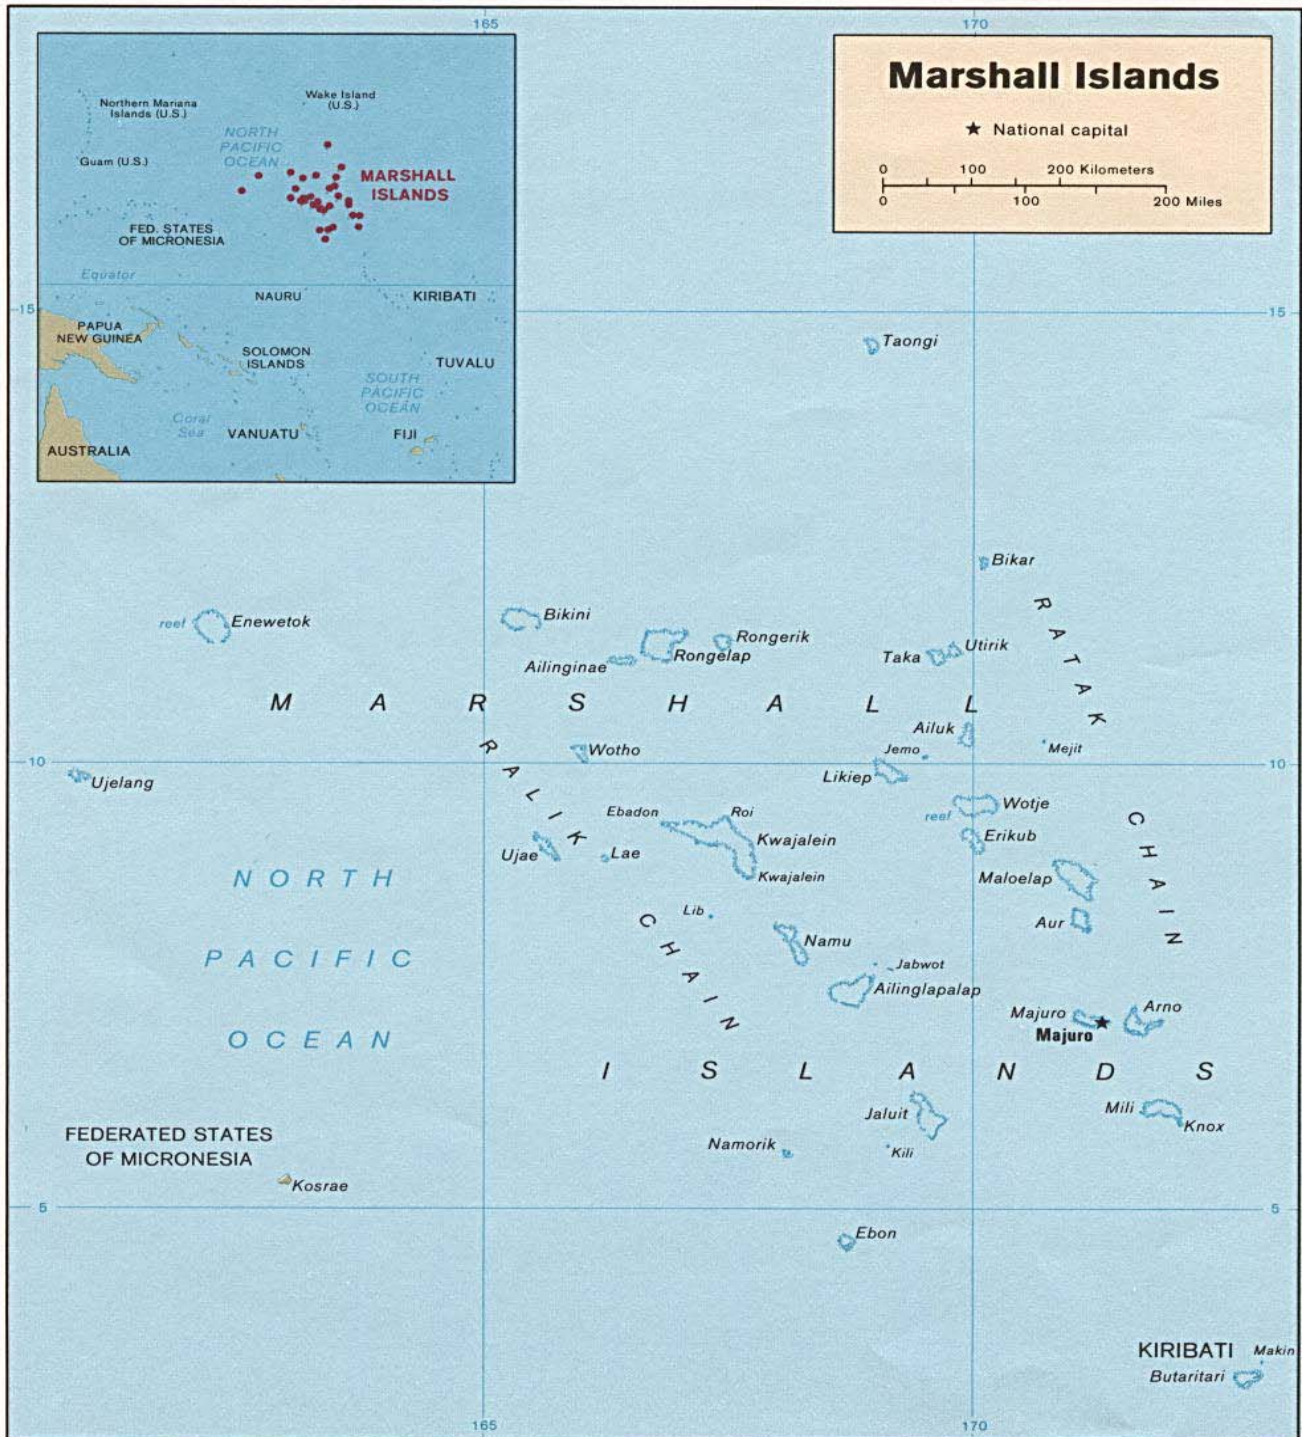 165
170
Marshall Islands
★ National capital
0 100 200 Kilometers
0 100 200 Miles
Northern Mariana
Islands (U.S.)
Wake Island
(U.S.)
NORTH
PACIFIC
OCEAN
Guam (U.S.)
MARSHALL
ISLANDS
FED. STATES
OF MICRONESIA
Equator
NAURU
KIRIBATI
PAPUA
NEW GUINEA
SOLOMON
ISLANDS
TUVALU
SOUTH
PACIFIC
OCEAN
Coral
Sea
VANUATU
FIJI
AUSTRALIA
15
15
Taongi
Bikar
RATAK
reef
Enewetok
Bikini
Rongerik
Rongelap
Ailinginae
Utirik
Taka
MARSHALL
Ailuk
Jemo
Mejit
RALIK
Wotho
10
10
Ujelang
Likiep
Wotje
reef
CHAIN
Ebadon
Roi
Erikub
Kwajalein
Ujae
Lae
Kwajalein
Maloelap
NORTH
PACIFIC
OCEAN
Lib
CHAIN
Aur
Namu
Jabwot
Ailinglapalap
Majuro
Majuro
Arno
ISLANDS
Jaluit
Mili
Knox
Namorik
Kili
FEDERATED STATES
OF MICRONESIA
Kosrae
5
5
Ebon
KIRIBATI
Makin
Butaritari
165
170